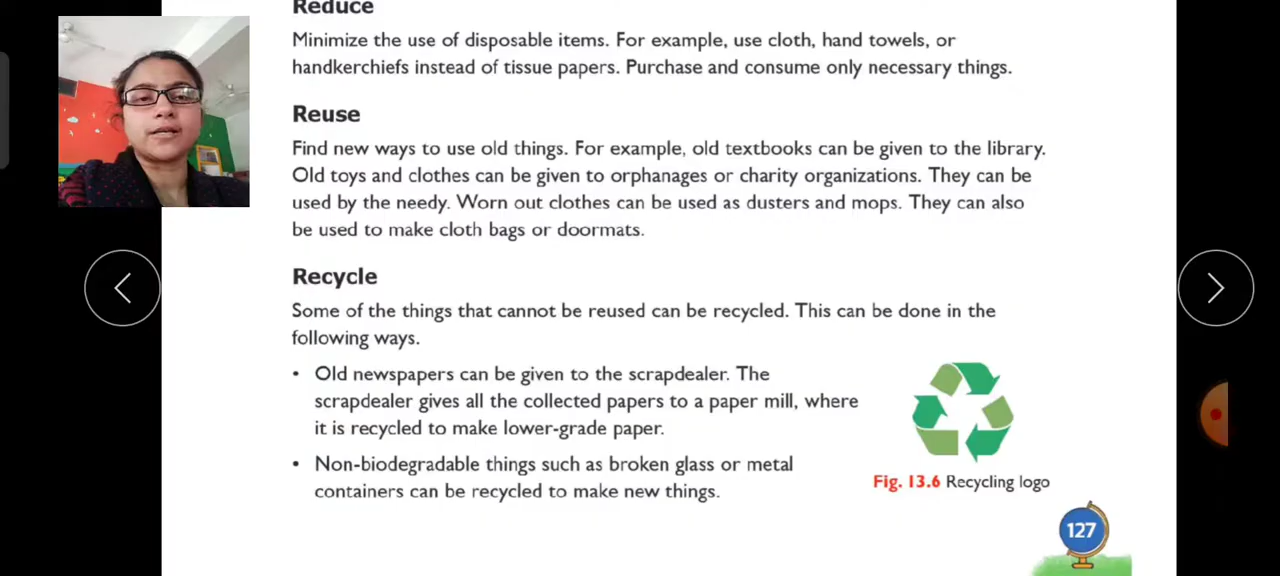 Reduce
Minimize the use of disposable items. For example, use cloth, hand towels, or
handkerchiefs instead of tissue papers. Purchase and consume only necessary things.
Reuse
Find new ways to use old things. For example, old textbooks can be given to the library.
Old toys and clothes can be given to orphanages or charity organizations. They can be
used by the needy. Worn out clothes can be used as dusters and mops. They can also
be used to make cloth bags or doormats.
Recycle
Some of the things that cannot be reused can be recycled. This can be done in the
following ways.
• Old newspapers can be given to the scrapdealer. The
scrapdealer gives all the collected papers to a paper mill, where
it is recycled to make lower-grade paper.
• Non-biodegradable things such as broken glass or metal
containers can be recycled to make new things.
Fig. 13.6 Recycling logo
127